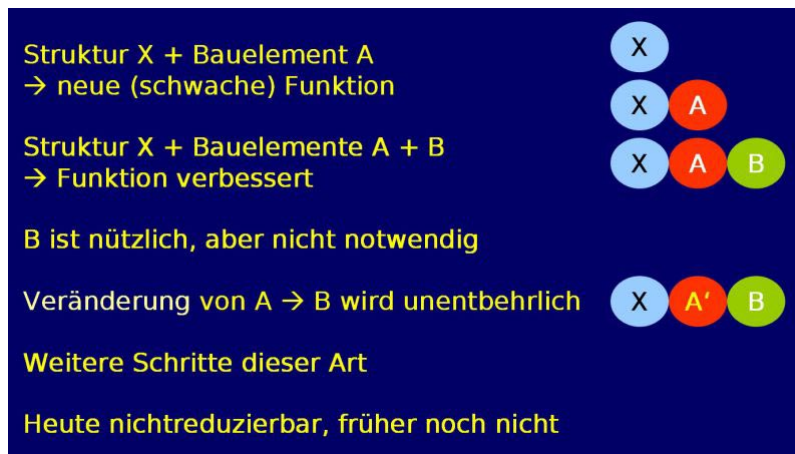 Struktur X + Bauelement A
→ neue (schwache) Funktion
X
X A
Struktur X + Bauelemente A + B
→ Funktion verbessert
X A B
B ist nützlich, aber nicht notwendig
Veränderung von A → B wird unentbehrlich
X A‘ B
Weitere Schritte dieser Art
Heute nichtreduzierbar, früher noch nicht